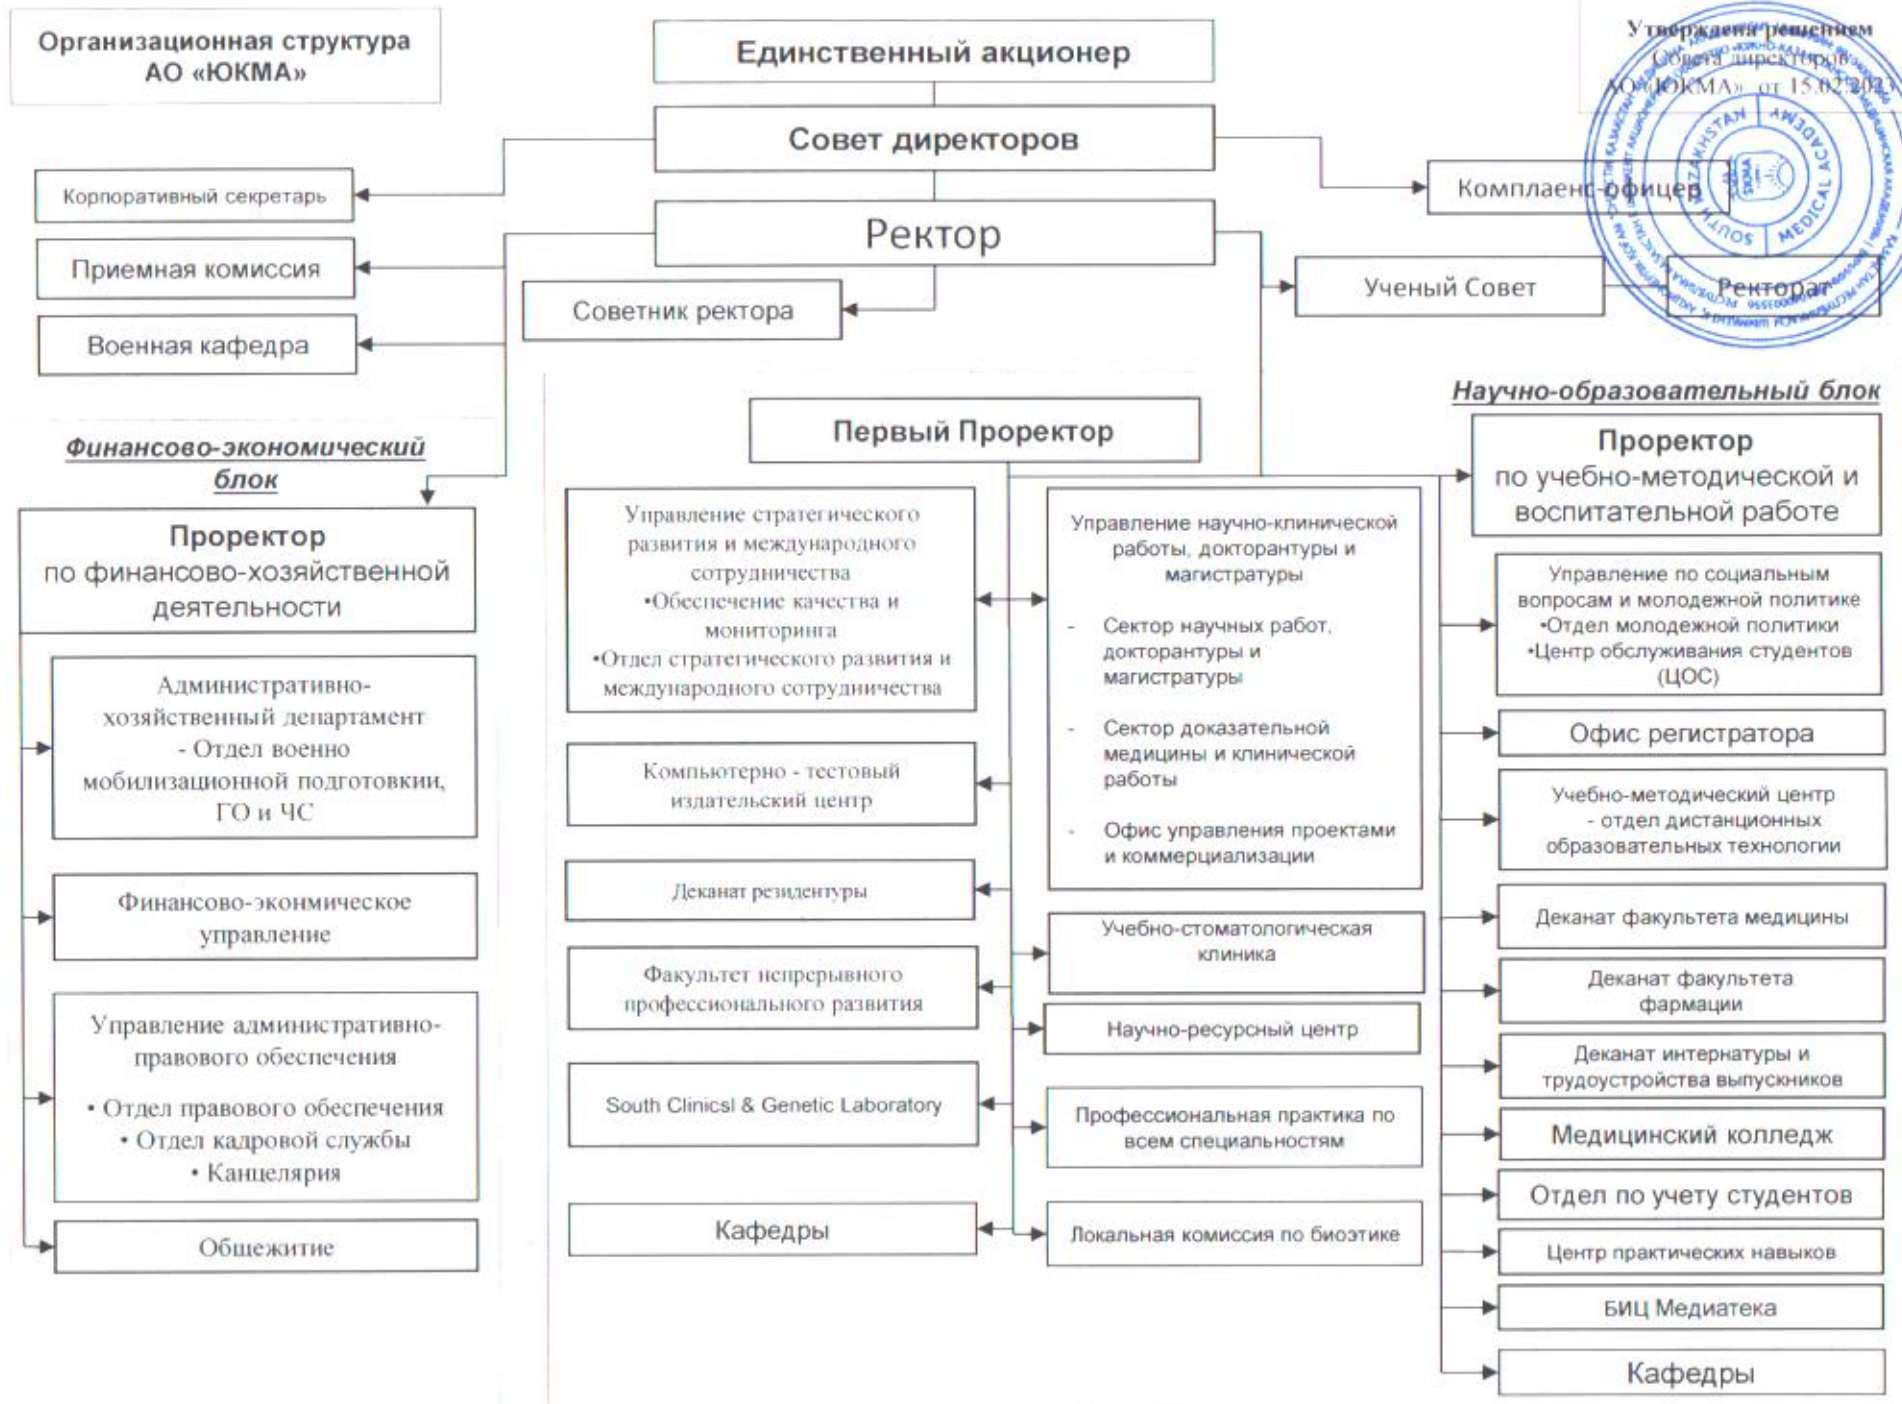 Организационная структура
АО «ЮКМА»
Единственный акционер
Утверждена решением
Совета директоров
АО «ЮКМА» от 15.02.2023
Совет директоров
Корпоративный секретарь
Комплаенс-офицер
SOUTH KAZAKHSTAN
MEDICAL ACADEMY
SKMA
Ректор
Приемная комиссия
Советник ректора
Ученый Совет
Ректорат
Военная кафедра
Финансово-экономический
блок
Проректор
по финансово-хозяйственной
деятельности
Административно-
хозяйственный департамент
- Отдел военно
мобилизационной подготовкии,
ГО и ЧС
Финансово-эконмическое
управление
Управление административно-
правового обеспечения
• Отдел правового обеспечения
• Отдел кадровой службы
• Канцелярия
Общежитие
Первый Проректор
Управление стратегического
развития и международного
сотрудничества
•Обеспечение качества и
мониторинга
•Отдел стратегического развития и
международного сотрудничества
Компьютерно - тестовый
издательский центр
Деканат резидентуры
Факультет непрерывного
профессионального развития
South Clinicsl & Genetic Laboratory
Кафедры
Управление научно-клинической
работы, докторантуры и
магистратуры
- Сектор научных работ,
докторантуры и
магистратуры
- Сектор доказательной
медицины и клинической
работы
- Офис управления проектами
и коммерциализации
Учебно-стоматологическая
клиника
Научно-ресурсный центр
Профессиональная практика по
всем специальностям
Локальная комиссия по биоэтике
Научно-образовательный блок
Проректор
по учебно-методической и
воспитательной работе
Управление по социальным
вопросам и молодежной политике
•Отдел молодежной политики
•Центр обслуживания студентов
(ЦОС)
Офис регистратора
Учебно-методический центр
- отдел дистанционных
образовательных технологии
Деканат факультета медицины
Деканат факультета
фармации
Деканат интернатуры и
трудоустройства выпускников
Медицинский колледж
Отдел по учету студентов
Центр практических навыков
БИЦ Медиатека
Кафедры